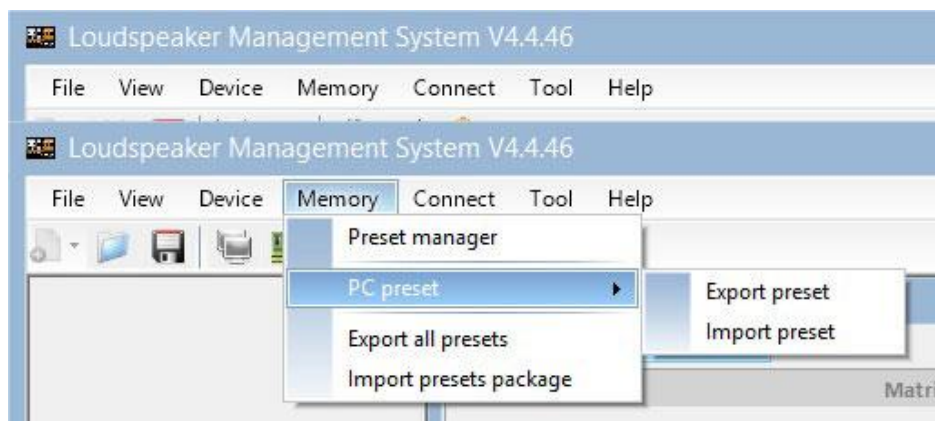 Loudspeaker Management System V4.4.46
File View Device Memory Connect Tool Help
Loudspeaker Management System V4.4.46
File View Device Memory Connect Tool Help
Preset manager
PC preset
Export preset
Import preset
Export all presets
Import presets package